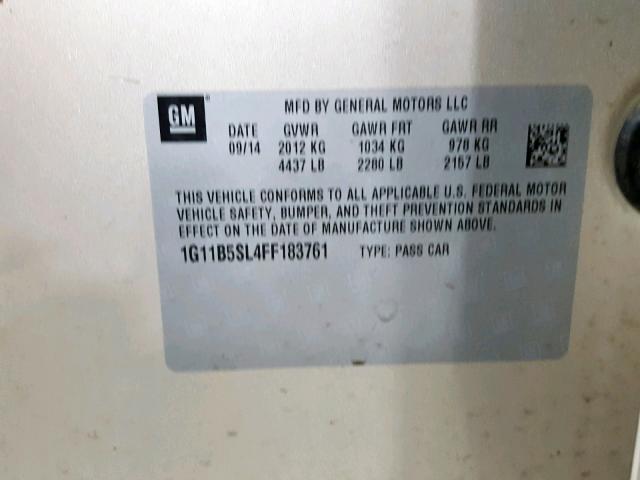 GM ®
MFD BY GENERAL MOTORS LLC
DATE GVWR GAWR FRT GAWR RR
09/14 2012 KG 1034 KG 978 KG
4437 LB 2280 LB 2157 LB
THIS VEHICLE CONFORMS TO ALL APPLICABLE U.S. FEDERAL MOTOR
VEHICLE SAFETY, BUMPER, AND THEFT PREVENTION STANDARDS IN
EFFECT ON THE DATE OF MANUFACTURE SHOWN ABOVE.
1G11B5SL4FF183761 TYPE: PASS CAR